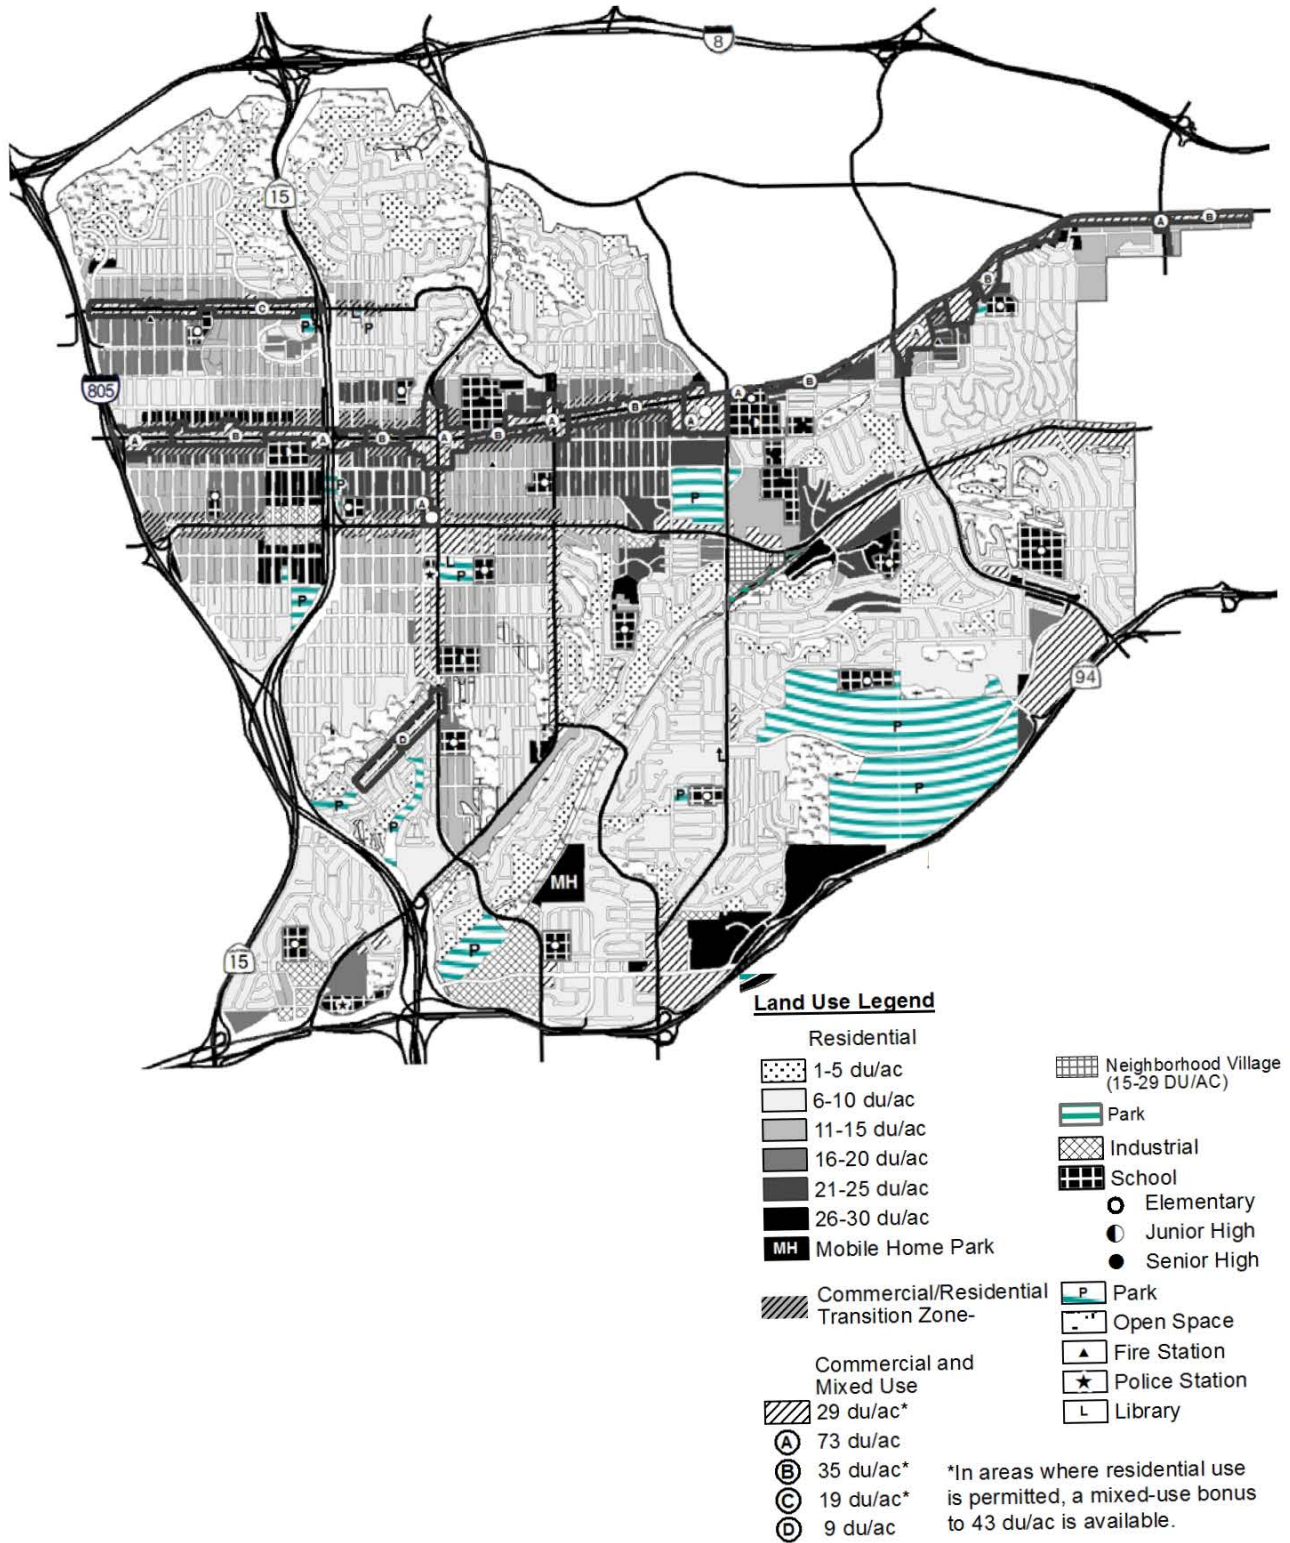 8
15
A
B
B
A
B
C
P
P
805
A
B
A
B
A
B
A
B
A
A
B
P
P
A
L
P
P
94
D
P
P
P
P
L
P
MH
P
15
Land Use Legend
Residential
1-5 du/ac
6-10 du/ac
11-15 du/ac
16-20 du/ac
21-25 du/ac
26-30 du/ac
MH Mobile Home Park
Commercial/Residential
Transition Zone-
Commercial and
Mixed Use
29 du/ac*
A 73 du/ac
B 35 du/ac*
C 19 du/ac*
D 9 du/ac
Neighborhood Village
(15-29 DU/AC)
Park
Industrial
School
Elementary
Junior High
Senior High
P Park
Open Space
Fire Station
Police Station
L Library
*In areas where residential use
is permitted, a mixed-use bonus
to 43 du/ac is available.